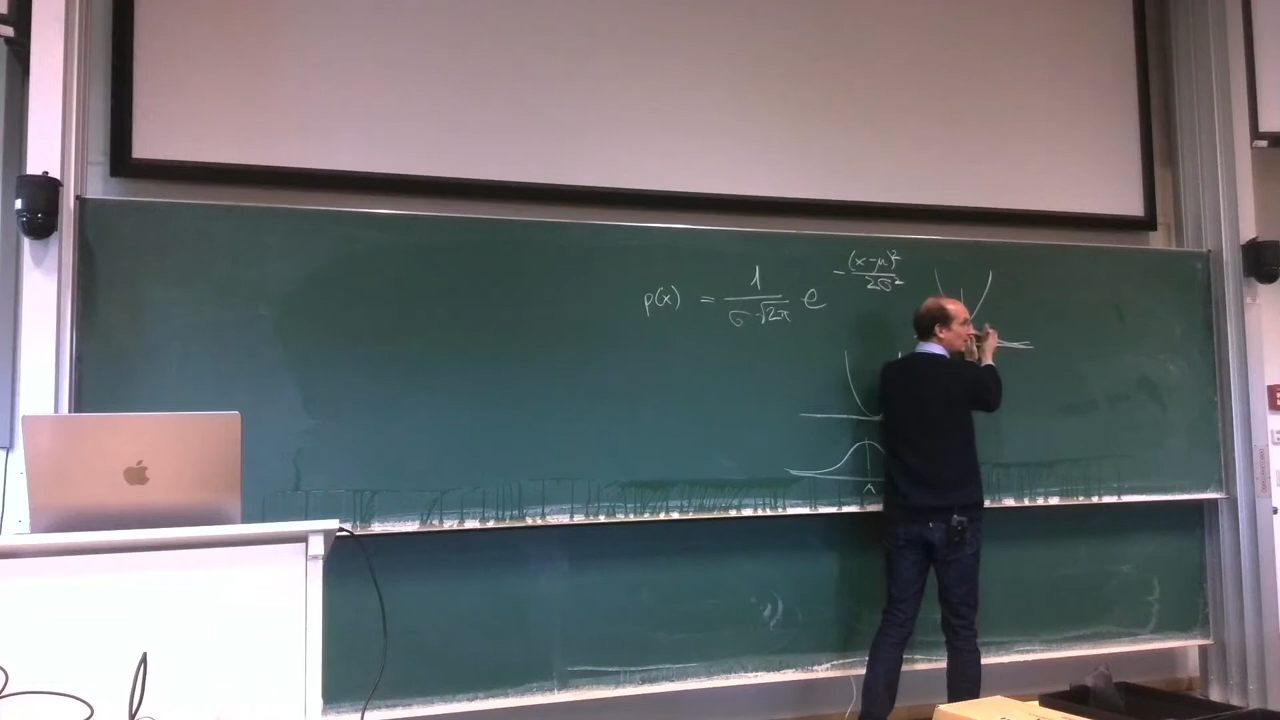 p(x) = 1/(σ·√2π) e^(-(x-μ)²/(2σ²))